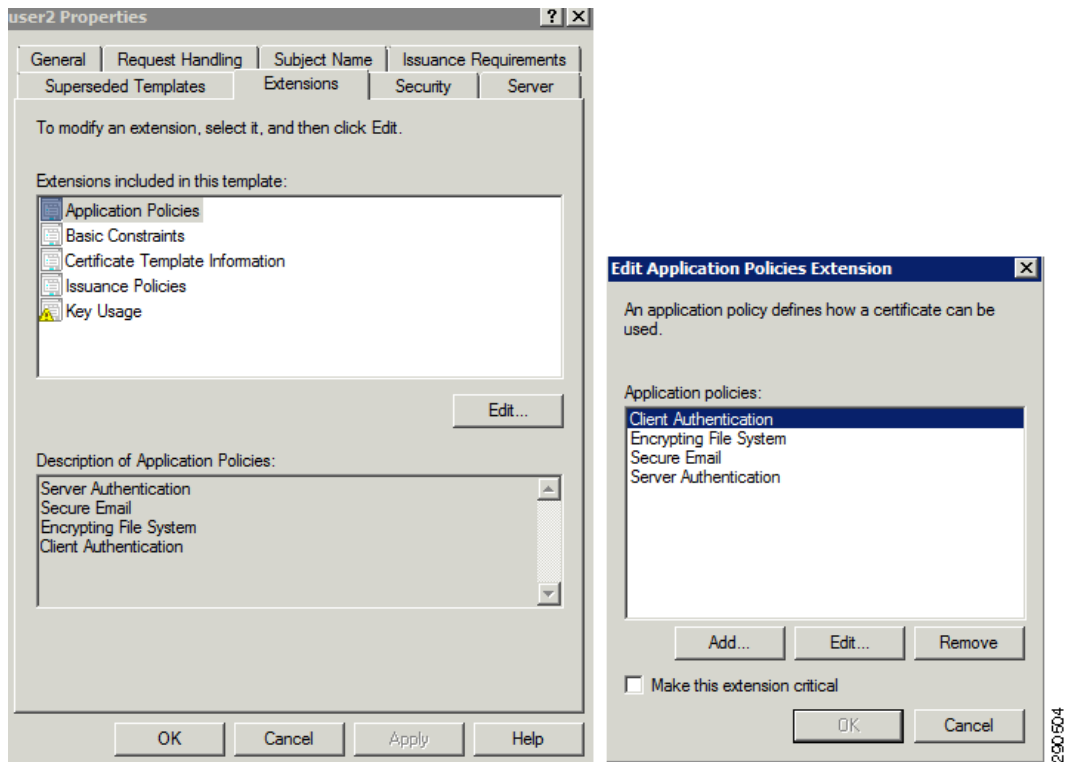 user2 Properties
? X
General Request Handling Subject Name Issuance Requirements
Superseded Templates Extensions Security Server
To modify an extension, select it, and then click Edit.
Extensions included in this template:
Application Policies
Basic Constraints
Certificate Template Information
Issuance Policies
Key Usage
Edit...
Description of Application Policies:
Server Authentication
Secure Email
Encrypting File System
Client Authentication
OK Cancel Apply Help
Edit Application Policies Extension
X
An application policy defines how a certificate can be
used.
Application policies:
Client Authentication
Encrypting File System
Secure Email
Server Authentication
Add... Edit... Remove
Make this extension critical
OK Cancel
290504